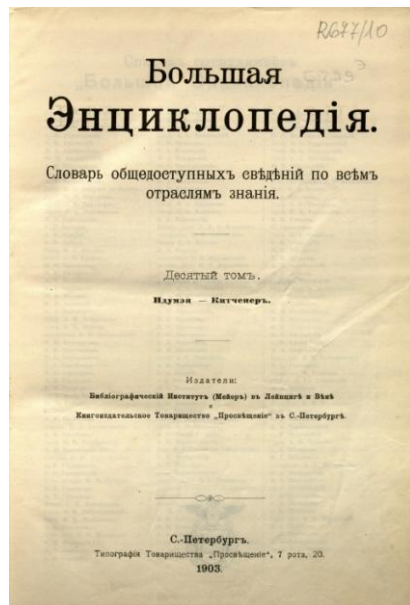 R677/10
Большая
Энциклопедія.
Словарь общедоступныхъ свѣдѣній по всѣмъ
отраслямъ знанія.
Десятый томъ.
Идумэя — Китченеръ.
Издатели:
Библіографическій Институтъ (Мейеръ) въ Лейпцигѣ и Вѣнѣ
и
Книгоиздательское Товарищество „Просвѣщеніе" въ С.-Петербургѣ.
С.-Петербургъ.
Типографія Товарищества „Просвѣщеніе", 7 рота, 20.
1903.